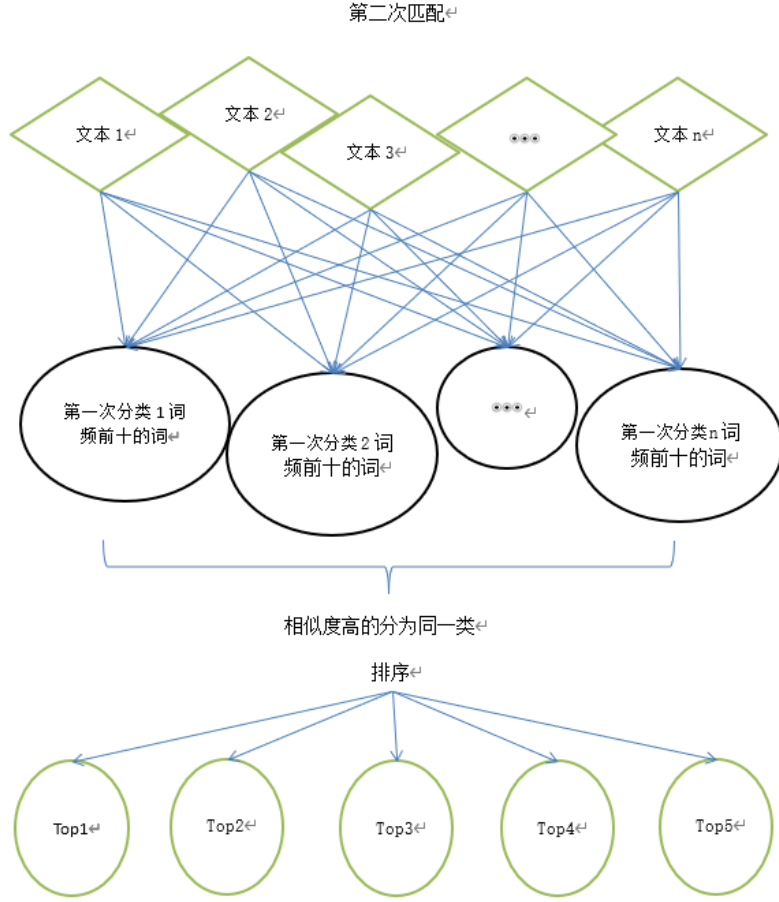 第二次匹配
文本1
文本2
文本3
•••
文本n
第一次分类1词
频前十的词
第一次分类2词
频前十的词
•••
第一次分类n词
频前十的词
相似度高的分为同一类
排序
Top1
Top2
Top3
Top4
Top5